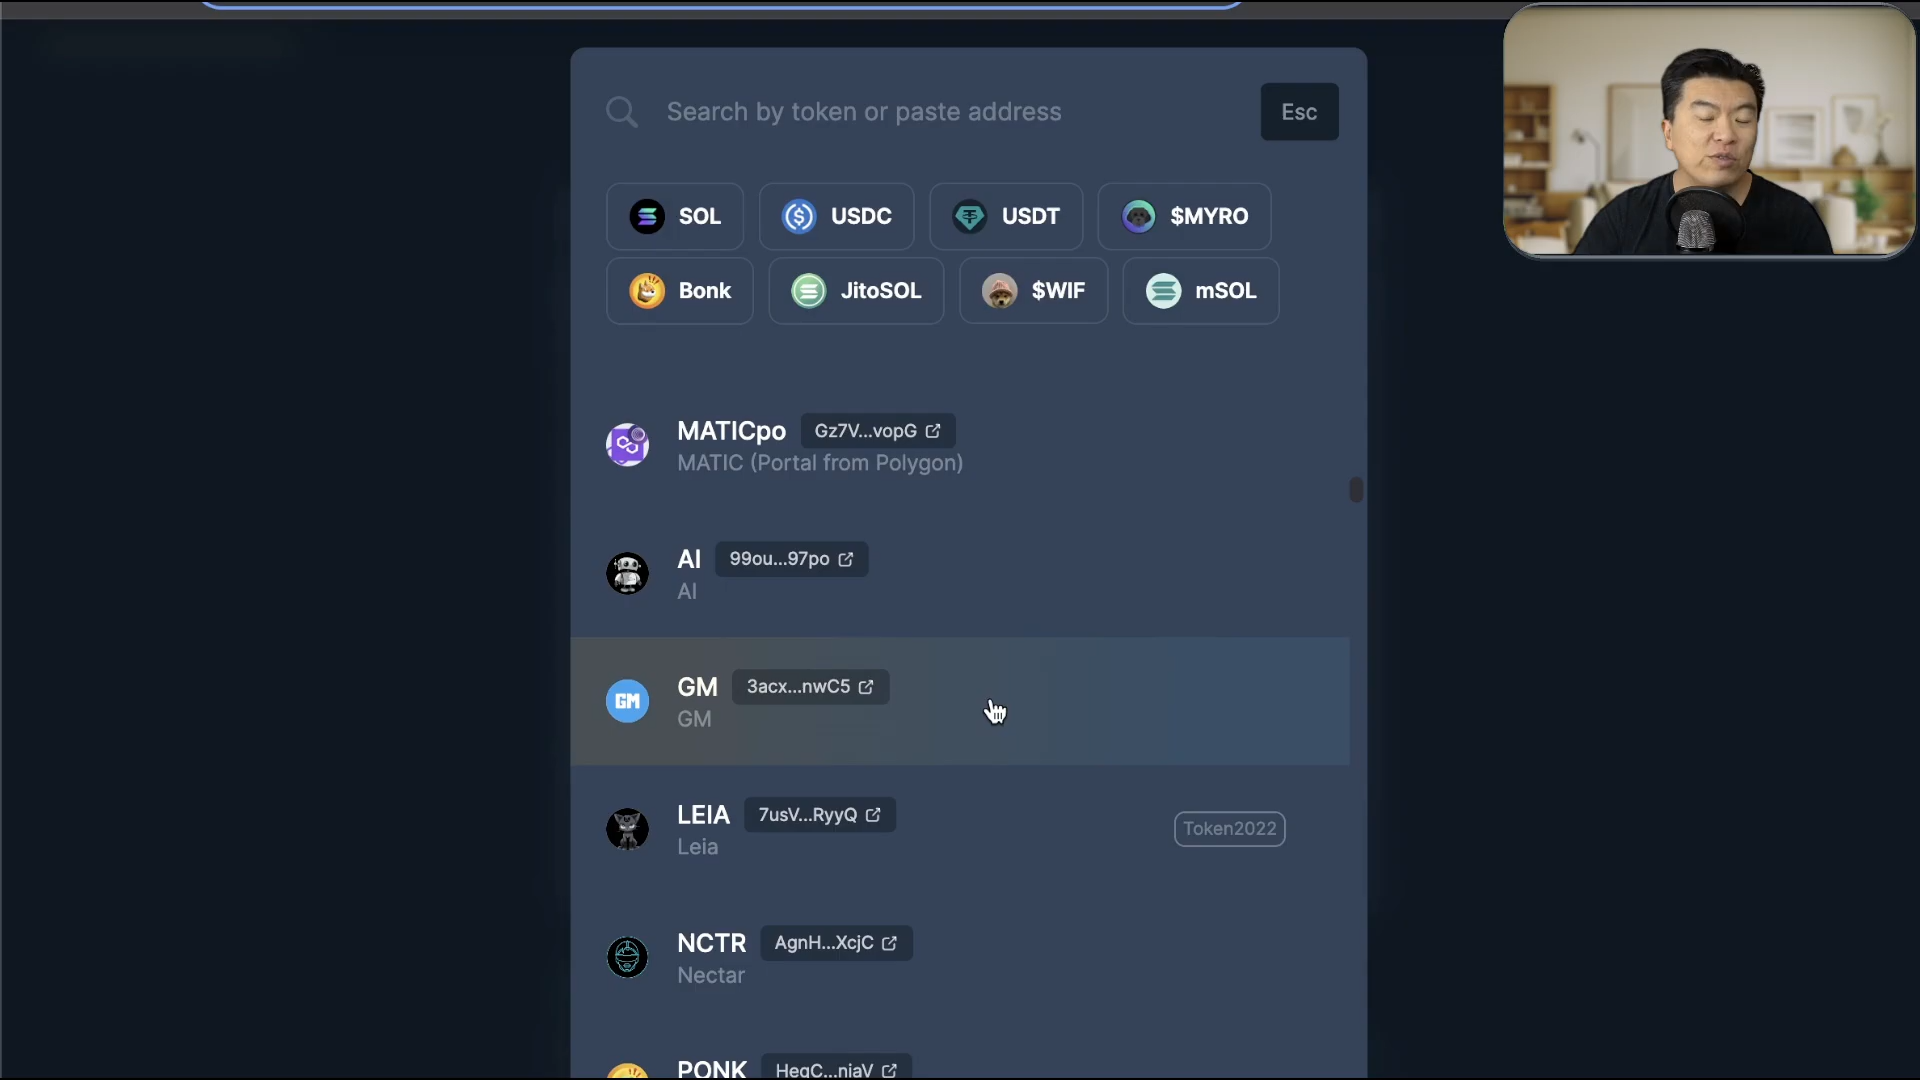 Search by token or paste address
Esc
SOL
USDC
USDT
$MYRO
Bonk
JitoSOL
$WIF
mSOL
MATICpo Gz7V...vopG
MATIC (Portal from Polygon)
AI 99ou...97po
AI
GM
GM 3acx...nwC5
GM
LEIA 7usV...RyyQ
Leia
Token2022
NCTR AgnH...XcjC
Nectar
PONK HeqC...niaV